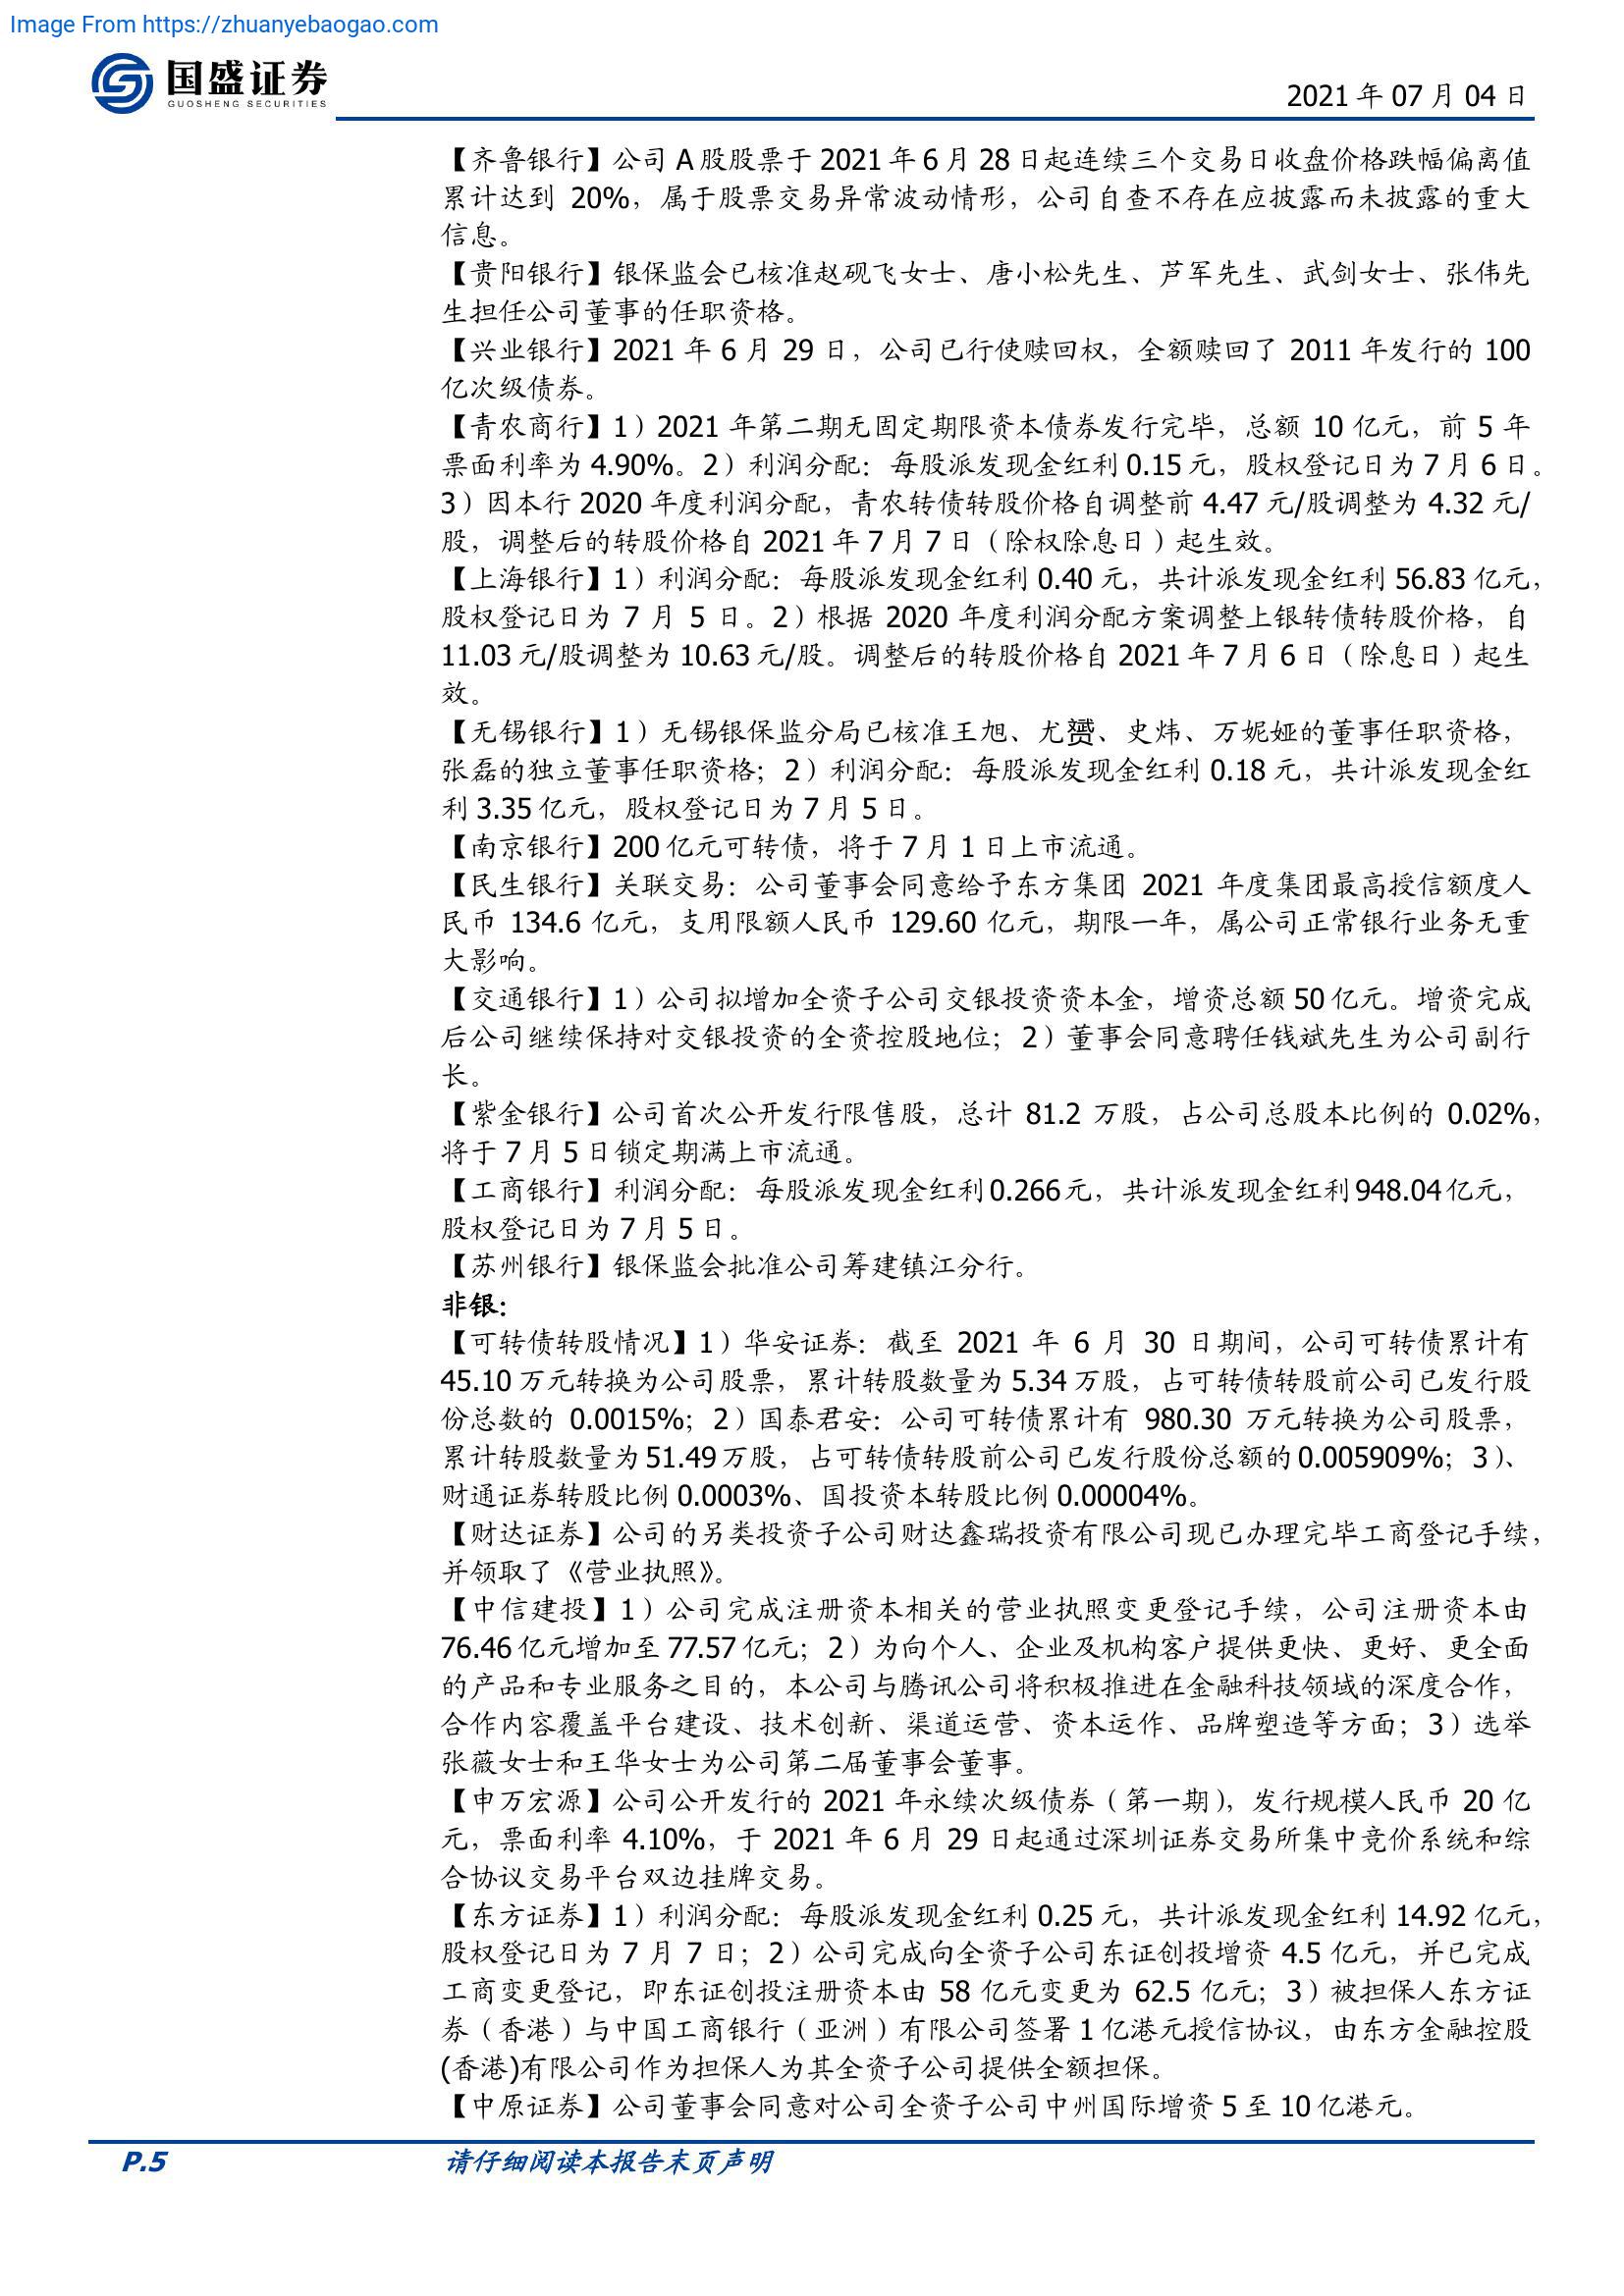 Image From https://zhuanyebaogao.com
国盛证券
GUOSHENG SECURITIES
2021 年 07 月 04 日
【齐鲁银行】公司 A 股股票于 2021 年 6 月 28 日起连续三个交易日收盘价格跌幅偏离值
累计达到 20%，属于股票交易异常波动情形，公司自查不存在应披露而未披露的重大
信息。
【贵阳银行】银保监会已核准赵砚飞女士、唐小松先生、芦军先生、武剑女士、张伟先
生担任公司董事的任职资格。
【兴业银行】2021 年 6 月 29 日，公司已行使赎回权，全额赎回了 2011 年发行的 100
亿次级债券。
【青农商行】1）2021 年第二期无固定期限资本债券发行完毕，总额 10 亿元，前 5 年
票面利率为 4.90%。2）利润分配：每股派发现金红利 0.15 元，股权登记日为 7 月 6 日。
3）因本行 2020 年度利润分配，青农转债转股价格自调整前 4.47 元/股调整为 4.32 元/
股，调整后的转股价格自 2021 年 7 月 7 日（除权除息日）起生效。
【上海银行】1）利润分配：每股派发现金红利 0.40 元，共计派发现金红利 56.83 亿元，
股权登记日为 7 月 5 日。2）根据 2020 年度利润分配方案调整上银转债转股价格，自
11.03 元/股调整为 10.63 元/股。调整后的转股价格自 2021 年 7 月 6 日（除息日）起生
效。
【无锡银行】1）无锡银保监分局已核准王旭、尤赟、史炜、万妮娅的董事任职资格，
张磊的独立董事任职资格；2）利润分配：每股派发现金红利 0.18 元，共计派发现金红
利 3.35 亿元，股权登记日为 7 月 5 日。
【南京银行】200 亿元可转债，将于 7 月 1 日上市流通。
【民生银行】关联交易：公司董事会同意给予东方集团 2021 年度集团最高授信额度人
民币 134.6 亿元，支用限额人民币 129.60 亿元，期限一年，属公司正常银行业务无重
大影响。
【交通银行】1）公司拟增加全资子公司交银投资资本金，增资总额 50 亿元。增资完成
后公司继续保持对交银投资的全资控股地位；2）董事会同意聘任钱斌先生为公司副行
长。
【紫金银行】公司首次公开发行限售股，总计 81.2 万股，占公司总股本比例的 0.02%，
将于 7 月 5 日锁定期满上市流通。
【工商银行】利润分配：每股派发现金红利 0.266 元，共计派发现金红利 948.04 亿元，
股权登记日为 7 月 5 日。
【苏州银行】银保监会批准公司筹建镇江分行。
非银：
【可转债转股情况】1）华安证券：截至 2021 年 6 月 30 日期间，公司可转债累计有
45.10 万元转换为公司股票，累计转股数量为 5.34 万股，占可转债转股前公司已发行股
份总数的 0.0015%；2）国泰君安：公司可转债累计有 980.30 万元转换为公司股票，
累计转股数量为 51.49 万股，占可转债转股前公司已发行股份总额的 0.005909%；3）、
财通证券转股比例 0.0003%、国投资本转股比例 0.00004%。
【财达证券】公司的另类投资子公司财达鑫瑞投资有限公司现已办理完毕工商登记手续，
并领取了《营业执照》。
【中信建投】1）公司完成注册资本相关的营业执照变更登记手续，公司注册资本由
76.46 亿元增加至 77.57 亿元；2）为向个人、企业及机构客户提供更快、更好、更全面
的产品和专业服务之目的，本公司与腾讯公司将积极推进在金融科技领域的深度合作，
合作内容覆盖平台建设、技术创新、渠道运营、资本运作、品牌塑造等方面；3）选举
张薇女士和王华女士为公司第二届董事会董事。
【申万宏源】公司公开发行的 2021 年永续次级债券（第一期），发行规模人民币 20 亿
元，票面利率 4.10%，于 2021 年 6 月 29 日起通过深圳证券交易所集中竞价系统和综
合协议交易平台双边挂牌交易。
【东方证券】1）利润分配：每股派发现金红利 0.25 元，共计派发现金红利 14.92 亿元，
股权登记日为 7 月 7 日；2）公司完成向全资子公司东证创投增资 4.5 亿元，并已完成
工商变更登记，即东证创投注册资本由 58 亿元变更为 62.5 亿元；3）被担保人东方证
券（香港）与中国工商银行（亚洲）有限公司签署 1 亿港元授信协议，由东方金融控股
(香港)有限公司作为担保人为其全资子公司提供全额担保。
【中原证券】公司董事会同意对公司全资子公司中州国际增资 5 至 10 亿港元。
P.5
请仔细阅读本报告末页声明